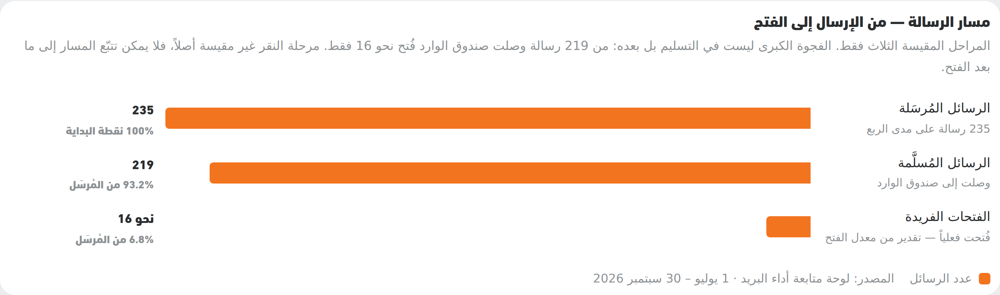 مسار الرسالة — من الإرسال إلى الفتح
المراحل المقيسة الثلاث فقط. الفجوة الكبرى ليست في التسليم بل بعده: من 219 رسالة وصلت صندوق الوارد فُتح نحو 16 فقط. مرحلة النقر غير مقيسة أصلاً، فلا يمكن تتبّع المسار إلى ما
بعد الفتح.
الرسائل المُرسَلة
235 رسالة على مدى الربع
235
100% نقطة البداية
الرسائل المُسلَّمة
وصلت إلى صندوق الوارد
219
93.2% من المُرسَل
الفتحات الفريدة
فُتحت فعلياً — تقدير من معدل الفتح
نحو 16
6.8% من المُرسَل
عدد الرسائل
المصدر: لوحة متابعة أداء البريد · 1 يوليو – 30 سبتمبر 2026